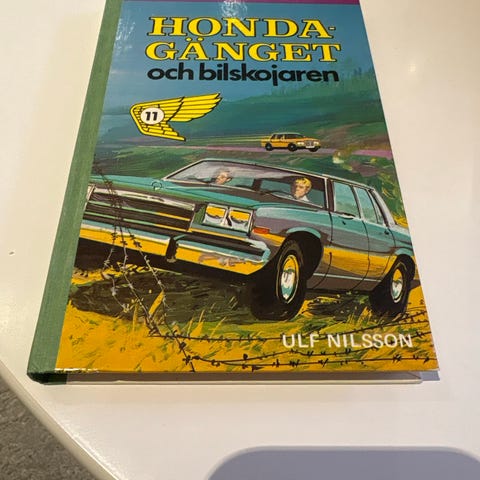 HONDA-
GÄNGET
och bilskojaren
11
ULF NILSSON